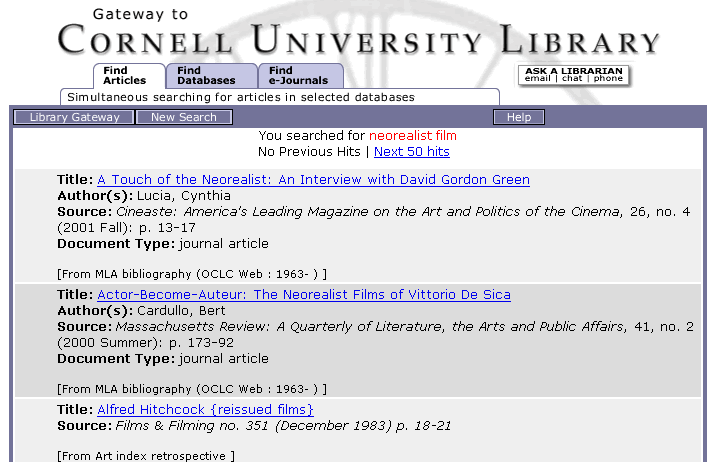 Gateway to
CORNELL UNIVERSITY LIBRARY
Find Articles
Find Databases
Find e-Journals
ASK A LIBRARIAN
email | chat | phone
Simultaneous searching for articles in selected databases
Library Gateway
New Search
Help
You searched for neorealist film
No Previous Hits | Next 50 hits
Title: A Touch of the Neorealist: An Interview with David Gordon Green
Author(s): Lucia, Cynthia
Source: Cineaste: America's Leading Magazine on the Art and Politics of the Cinema, 26, no. 4
(2001 Fall): p. 13-17
Document Type: journal article
[From MLA bibliography (OCLC Web : 1963- ) ]
Title: Actor-Become-Auteur: The Neorealist Films of Vittorio De Sica
Author(s): Cardullo, Bert
Source: Massachusetts Review: A Quarterly of Literature, the Arts and Public Affairs, 41, no. 2
(2000 Summer): p. 173-92
Document Type: journal article
[From MLA bibliography (OCLC Web : 1963- ) ]
Title: Alfred Hitchcock {reissued films}
Source: Films & Filming no. 351 (December 1983) p. 18-21
[From Art index retrospective ]